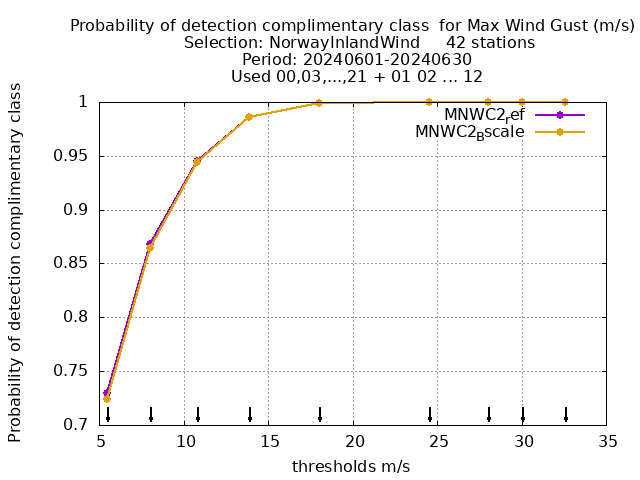 Probability of detection complimentary class  for Max Wind Gust (m/s)
Selection: NorwayInlandWind     42 stations
Period: 20240601-20240630
Used 00,03,...,21 + 01 02 ... 12
Probability of detection complimentary class
1
0.95
0.9
0.85
0.8
0.75
0.7
MNWC2ref
MNWC2Bscale
5
10
15
20
25
30
35
thresholds m/s